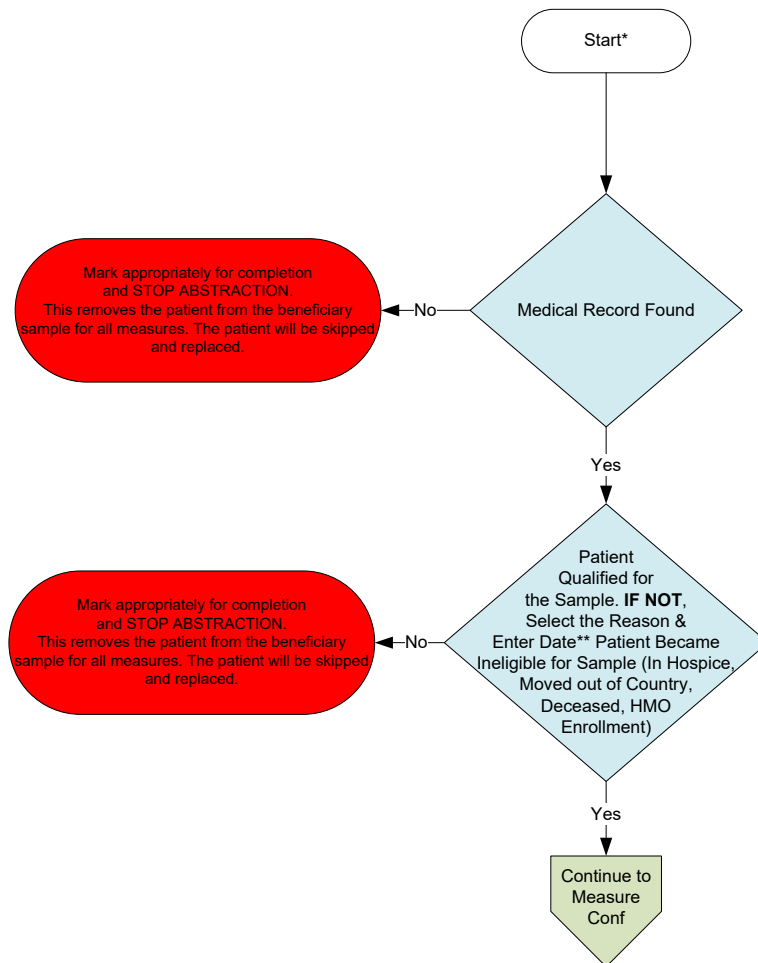 Start*
Medical Record Found
No
Mark appropriately for completion
and STOP ABSTRACTION.
This removes the patient from the beneficiary
sample for all measures. The patient will be skipped
and replaced.
Yes
Patient
Qualified for
the Sample. IF NOT,
Select the Reason &
Enter Date** Patient Became
Ineligible for Sample (In Hospice,
Moved out of Country,
Deceased, HMO
Enrollment)
No
Mark appropriately for completion
and STOP ABSTRACTION.
This removes the patient from the beneficiary
sample for all measures. The patient will be skipped
and replaced.
Yes
Continue to
Measure
Conf